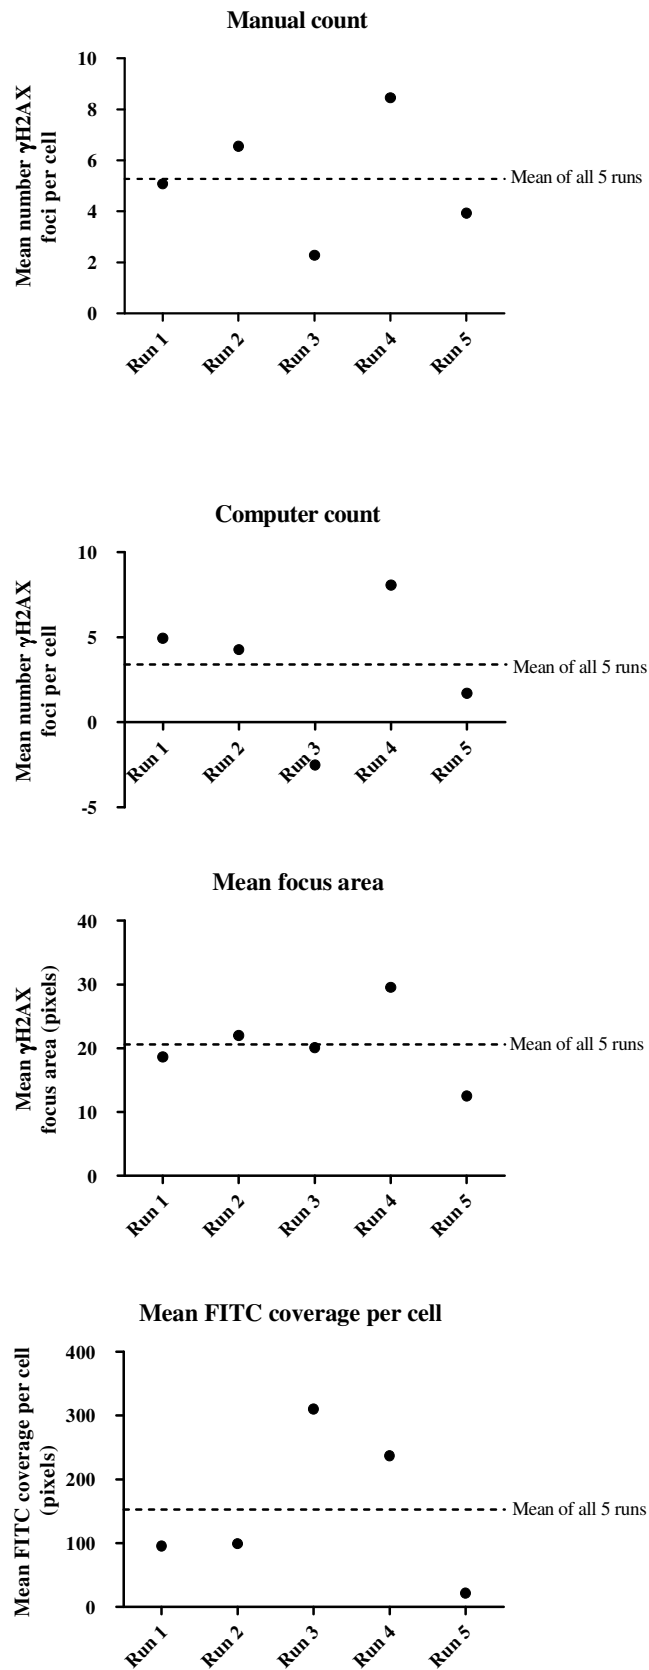 Manual count
Mean number γH2AX
foci per cell
10
8
6
4
2
0
Mean of all 5 runs
Run 1
Run 2
Run 3
Run 4
Run 5
Computer count
Mean number γH2AX
foci per cell
10
5
0
-5
Mean of all 5 runs
Run 1
Run 2
Run 3
Run 4
Run 5
Mean focus area
Mean γH2AX
focus area (pixels)
40
30
20
10
0
Mean of all 5 runs
Run 1
Run 2
Run 3
Run 4
Run 5
Mean FITC coverage per cell
Mean FITC coverage per cell
(pixels)
400
300
200
100
0
Mean of all 5 runs
Run 1
Run 2
Run 3
Run 4
Run 5